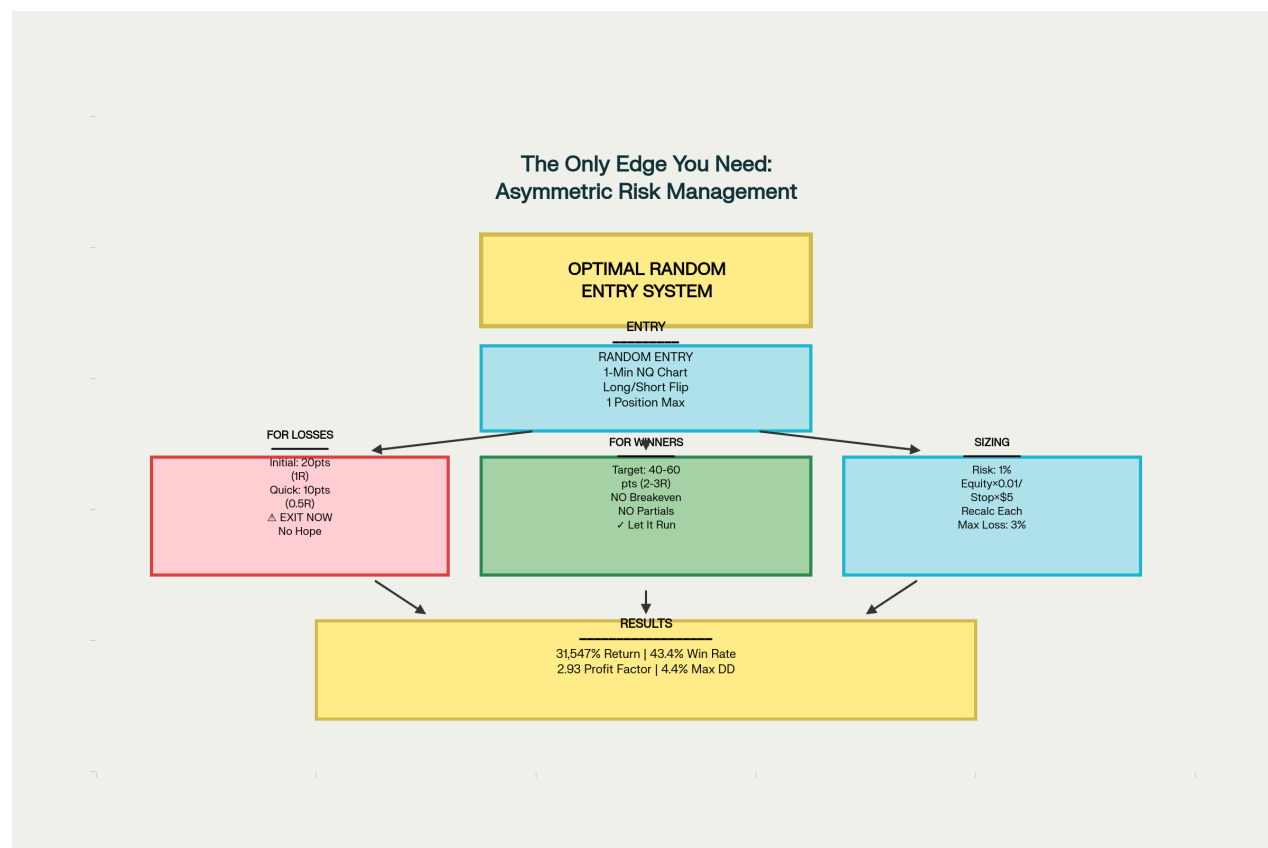 The Only Edge You Need:
Asymmetric Risk Management
OPTIMAL RANDOM
ENTRY SYSTEM
ENTRY
RANDOM ENTRY
1-Min NQ Chart
Long/Short Flip
1 Position Max
FOR LOSSES
Initial: 20pts
(1R)
Quick: 10pts
(0.5R)
⚠ EXIT NOW
No Hope
FOR WINNERS
Target: 40-60
pts (2-3R)
NO Breakeven
NO Partials
✓ Let It Run
SIZING
Risk: 1%
Equity×0.01/
Stop×$5
Recalc Each
Max Loss: 3%
RESULTS
31,547% Return | 43.4% Win Rate
2.93 Profit Factor | 4.4% Max DD